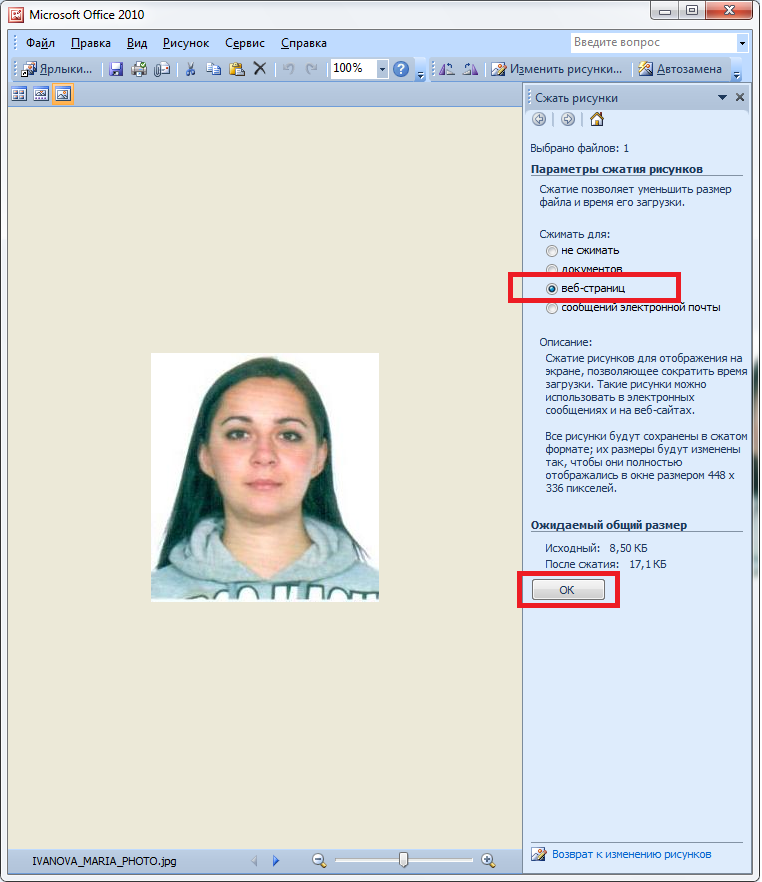 Microsoft Office 2010
Файл Правка Вид Рисунок Сервис Справка
Введите вопрос
Ярлыки... 100% Изменить рисунки... Автозамена
Сжать рисунки
Выбрано файлов: 1
Параметры сжатия рисунков
Сжатие позволяет уменьшить размер
файла и время его загрузки.
Сжимать для:
не сжимать
документов
веб-страниц
сообщений электронной почты
Описание:
Сжатие рисунков для отображения на
экране, позволяющее сократить время
загрузки. Такие рисунки можно
использовать в электронных
сообщениях и на веб-сайтах.
Все рисунки будут сохранены в сжатом
формате; их размеры будут изменены
так, чтобы они полностью
отображались в окне размером 448 x
336 пикселей.
Ожидаемый общий размер
Исходный: 8,50 КБ
После сжатия: 17,1 КБ
ОК
Возврат к изменению рисунков
IVANOVA_MARIA_PHOTO.jpg